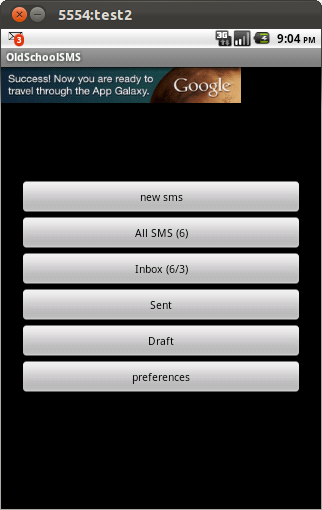 5554:test2
3
3G
9:04 PM
OldSchoolSMS
Success! Now you are ready to
travel through the App Galaxy.
Google
new sms
All SMS (6)
Inbox (6/3)
Sent
Draft
preferences